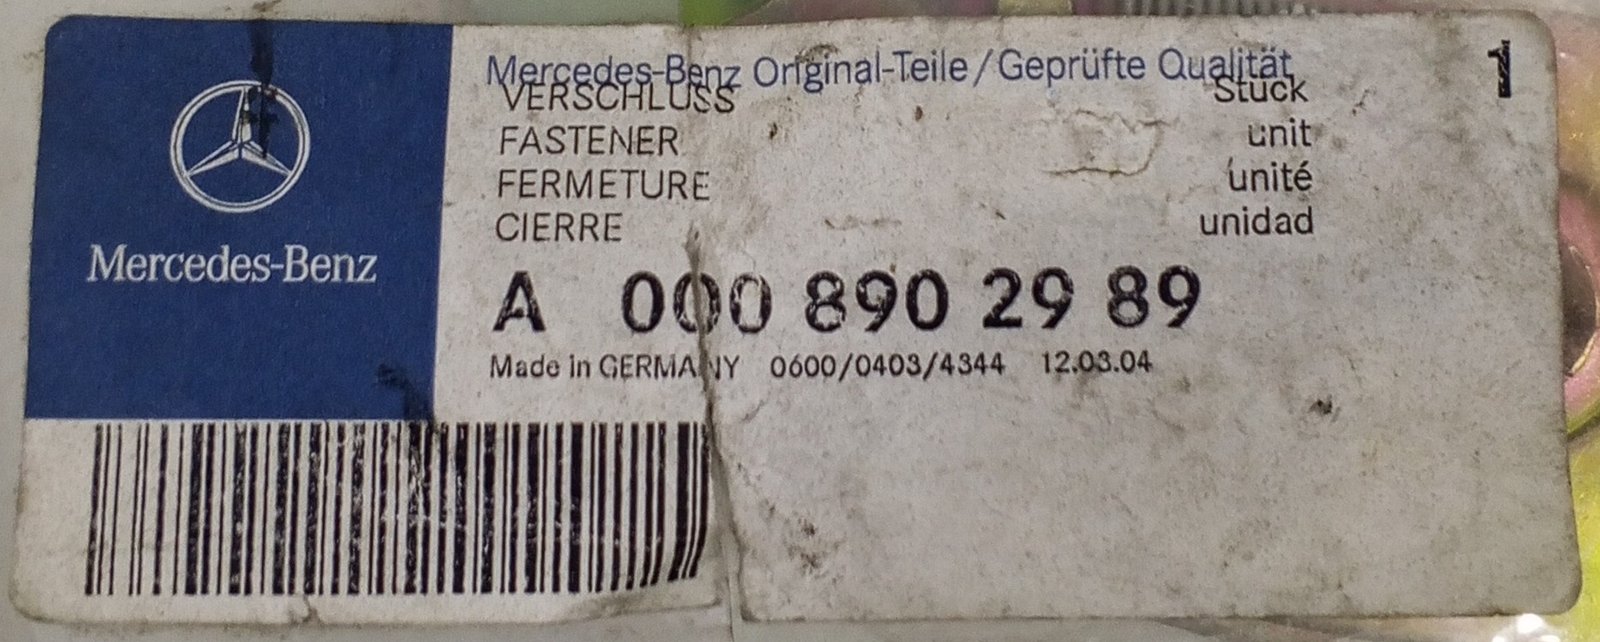 Mercedes-Benz
Mercedes-Benz Original-Teile/Geprüfte Qualität
VERSCHLUSS Stück 1
FASTENER unit
FERMETURE unité
CIERRE unidad
A 000 890 29 89
Made in GERMANY 0600/0403/4344 12.03.04